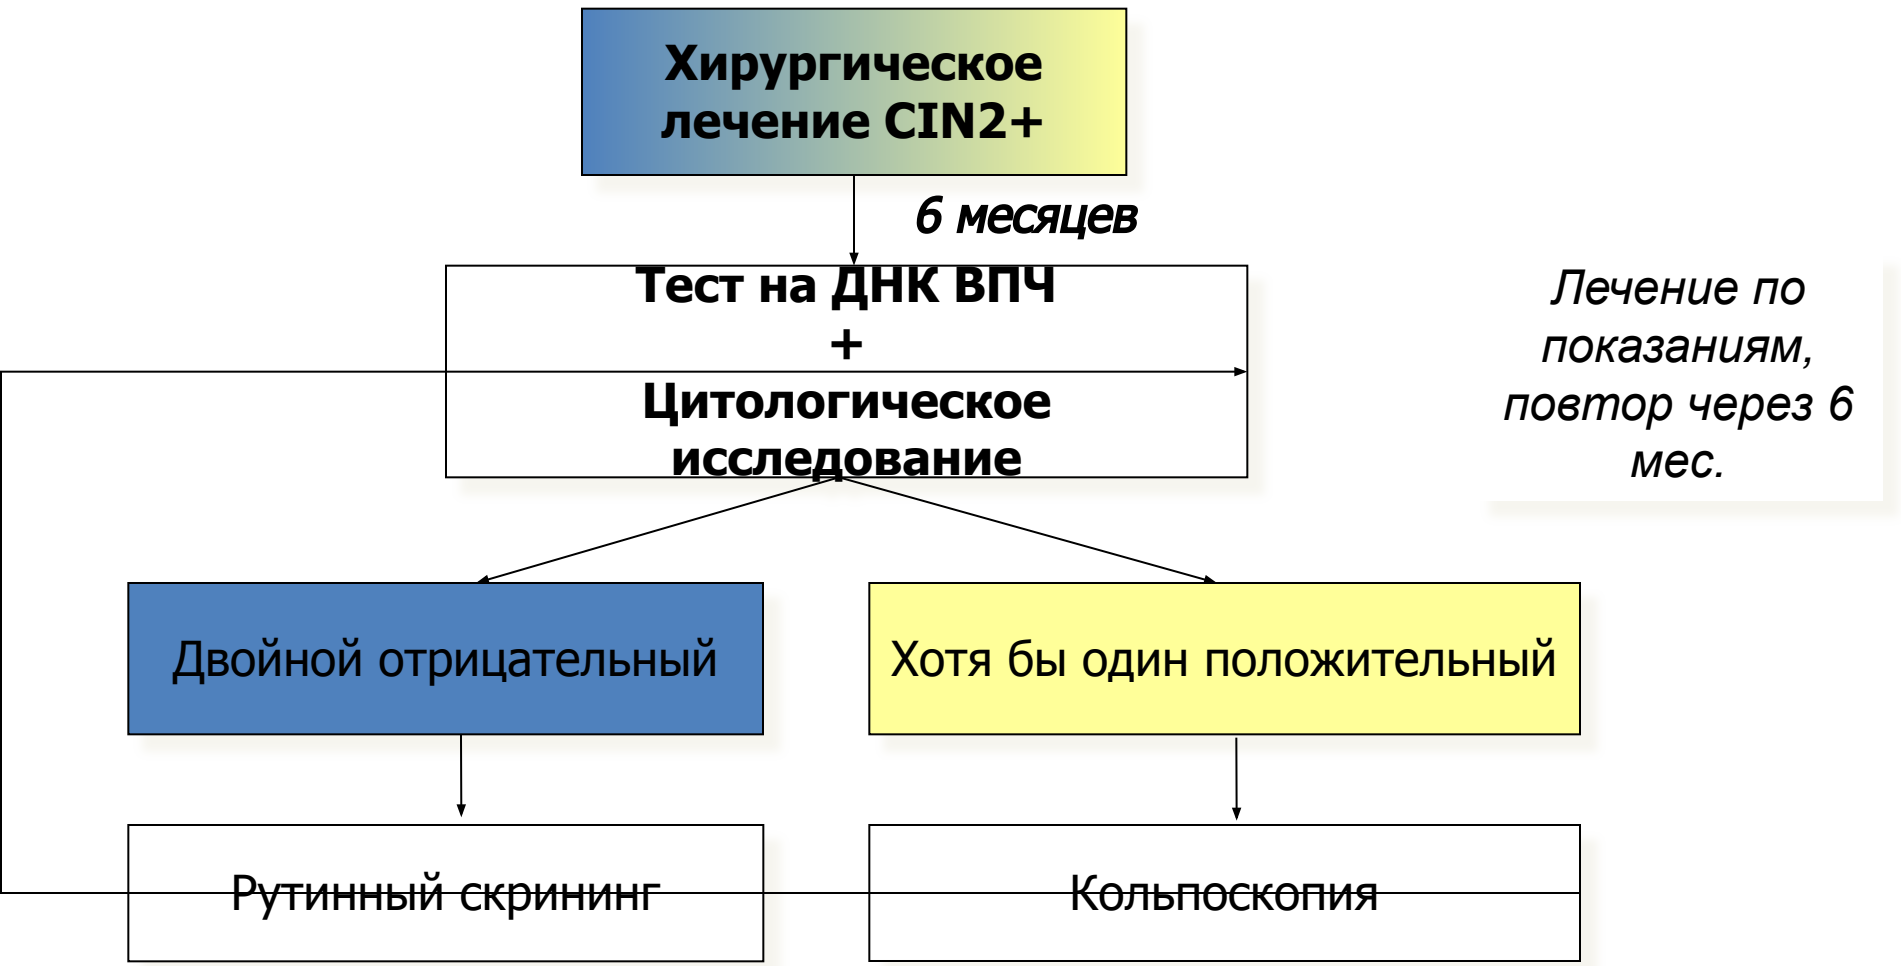 Хирургическое
лечение CIN2+
6 месяцев
Тест на ДНК ВПЧ
+
Цитологическое
исследование
Лечение по
показаниям,
повтор через 6
мес.
Двойной отрицательный
Хотя бы один положительный
Рутинный скрининг
Кольпоскопия